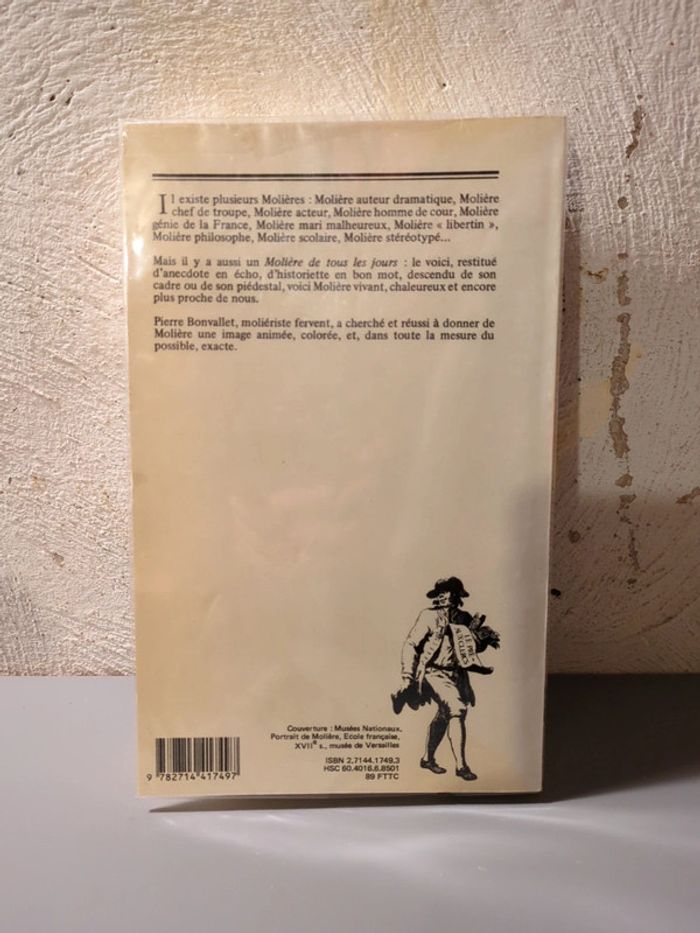 Il existe plusieurs Molières : Molière auteur dramatique, Molière
chef de troupe, Molière acteur, Molière homme de cour, Molière
génie de la France, Molière mari malheureux, Molière « libertin »,
Molière philosophe, Molière scolaire, Molière stéréotypé...
Mais il y a aussi un Molière de tous les jours : le voici, restitué
d'anecdote en écho, d'historiette en bon mot, descendu de son
cadre ou de son piédestal, voici Molière vivant, chaleureux et encore
plus proche de nous.
Pierre Bonvallet, moliériste fervent, a cherché et réussi à donner de
Molière une image animée, colorée, et, dans toute la mesure du
possible, exacte.
LE PRÉ
AUX CLERCS
Couverture : Musées Nationaux,
Portrait de Molière, Ecole française,
XVIIe s., musée de Versailles
ISBN 2.7144.1749.3
HSC 60.4016.6.8501
89 FTTC
9 782714 417497